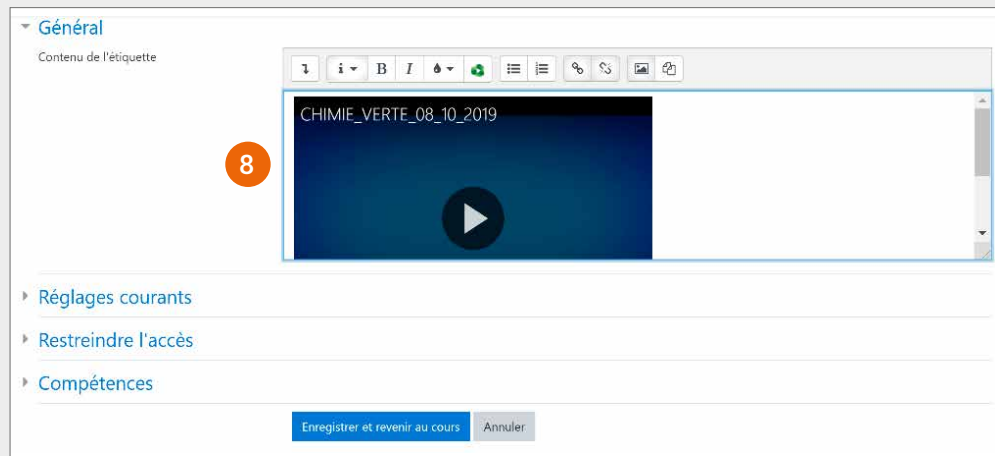 Général
Contenu de l'étiquette
i B I
CHIMIE_VERTE_08_10_2019
8
Réglages courants
Restreindre l'accès
Compétences
Enregistrer et revenir au cours Annuler